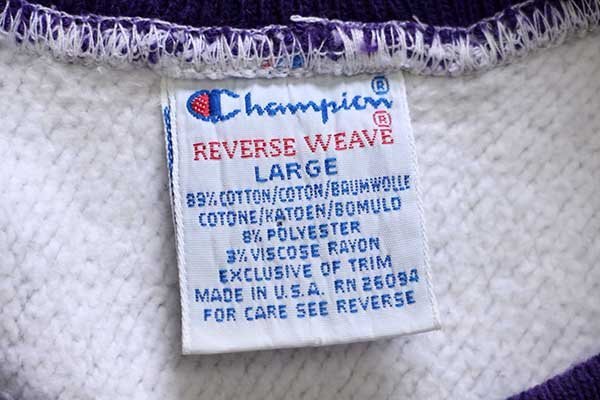 Champion®
REVERSE WEAVE®
LARGE
89% COTTON/COTON/BAUMWOLLE
COTONE/KATOEN/BOMULD
8% POLYESTER
3% VISCOSE RAYON
EXCLUSIVE OF TRIM
MADE IN U.S.A. RN 26094
FOR CARE SEE REVERSE